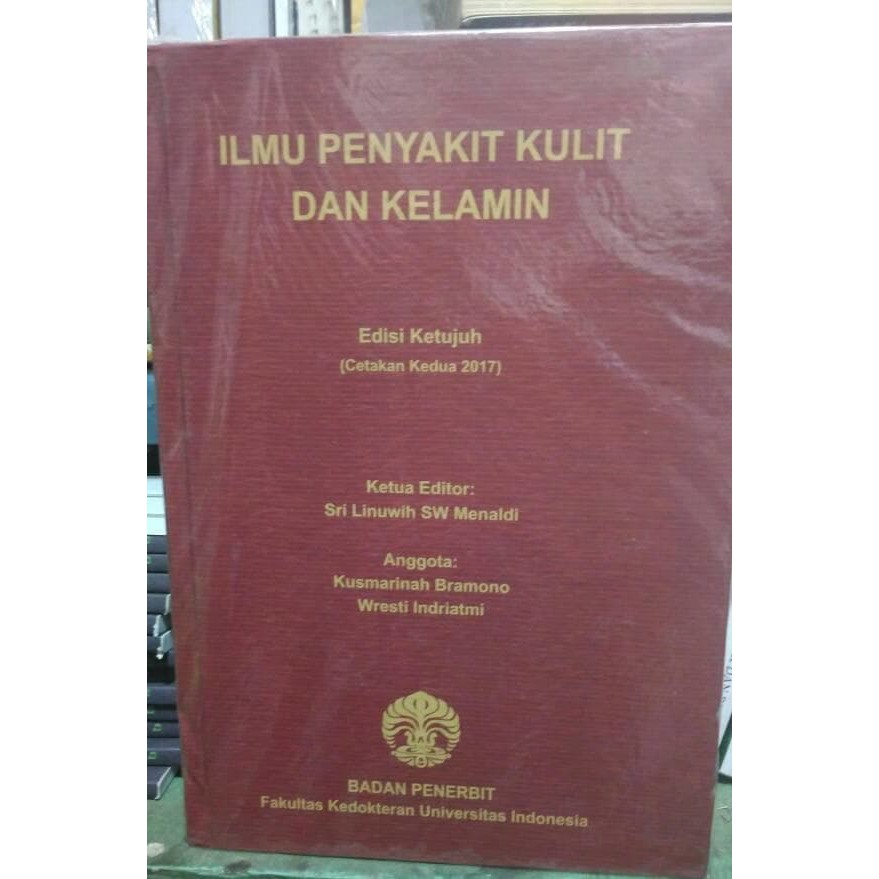 ILMU PENYAKIT KULIT
DAN KELAMIN
Edisi Ketujuh
(Cetakan Kedua 2017)
Ketua Editor:
Sri Linuwih SW Menaldi
Anggota:
Kusmarinah Bramono
Wresti Indriatmi
BADAN PENERBIT
Fakultas Kedokteran Universitas Indonesia